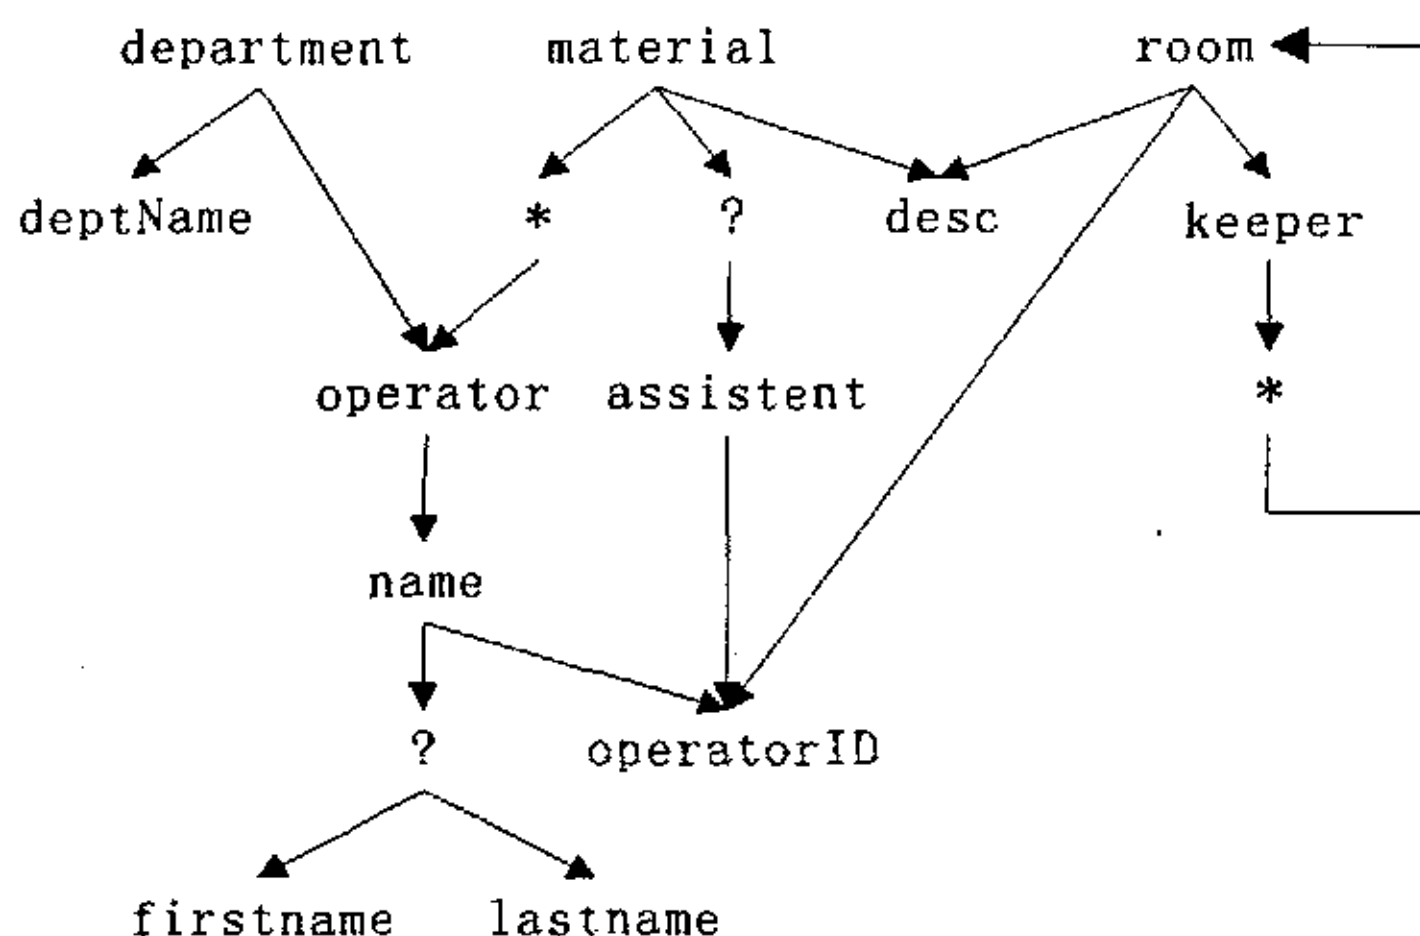 department material room
deptName * ? desc keeper
operator assistent *
name
? operatorID
firstname lastname